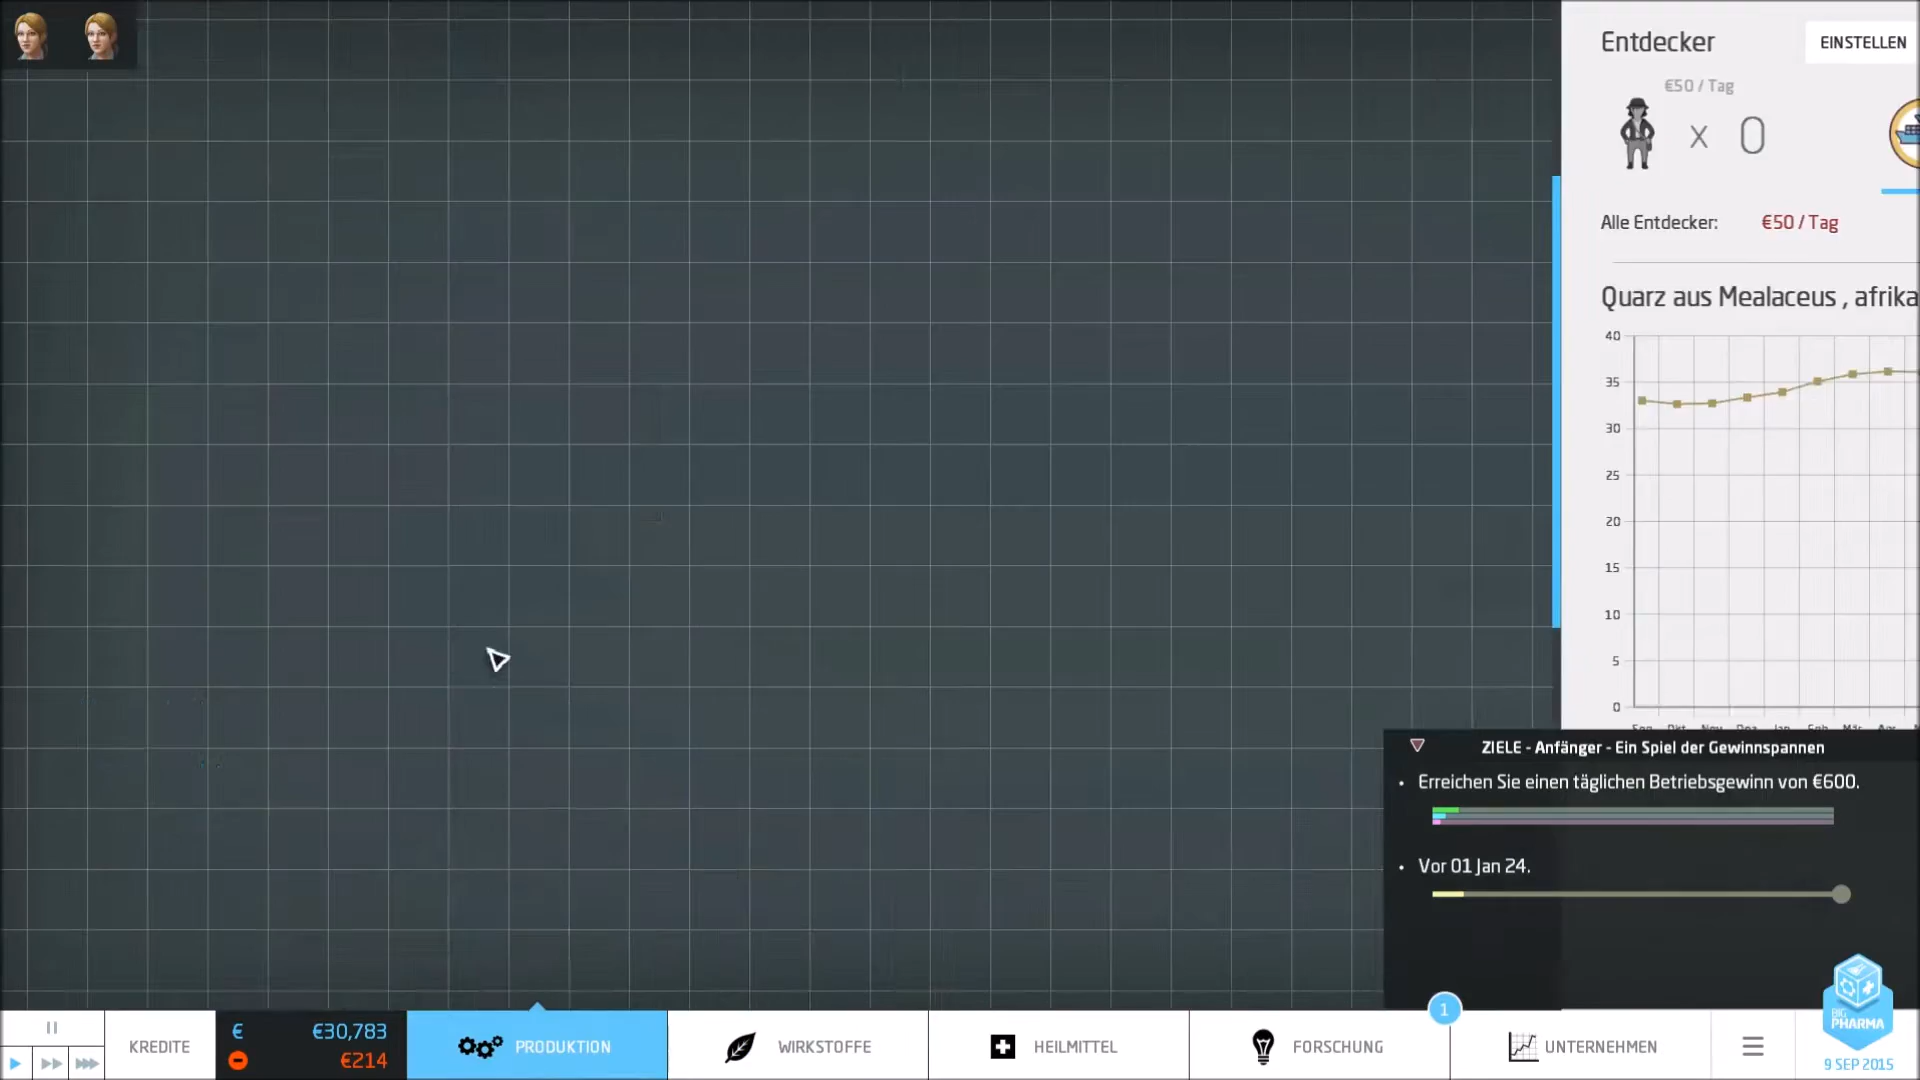 Entdecker
EINSTELLEN
€50 / Tag
X 0
Alle Entdecker: €50 / Tag
Quarz aus Mealaceus , afrika
40
35
30
25
20
15
10
5
0
ZIELE - Anfänger - Ein Spiel der Gewinnspannen
• Erreichen Sie einen täglichen Betriebsgewinn von €600.
• Vor 01 Jan 24.
1
KREDITE
€ €30,783
€214
PRODUKTION
WIRKSTOFFE
HEILMITTEL
FORSCHUNG
UNTERNEHMEN
BIG
PHARMA
9 SEP 2015